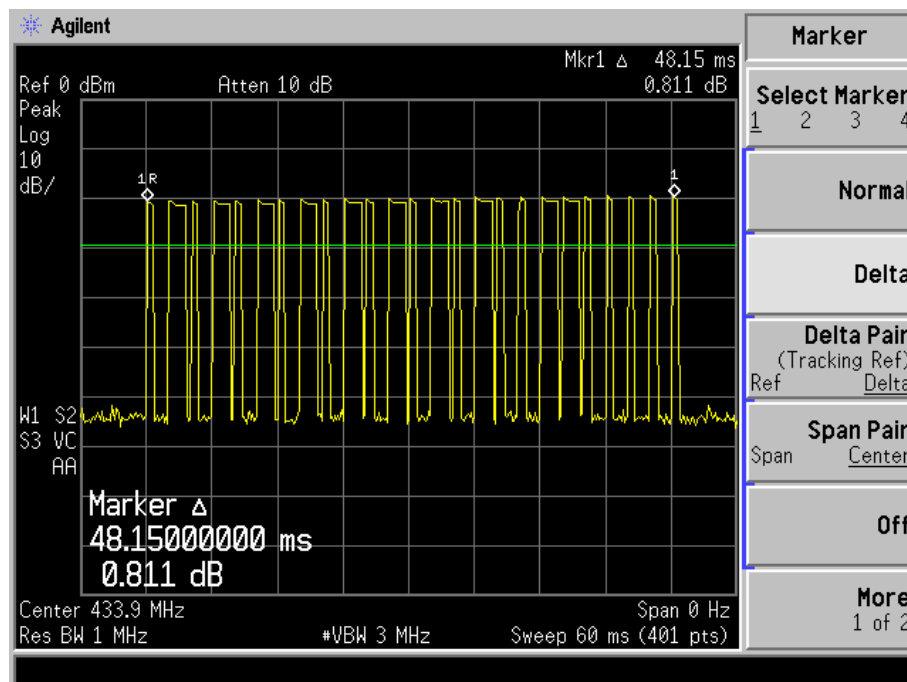 Agilent
Marker
Mkr1 Δ 48.15 ms
Ref 0 dBm Atten 10 dB 0.811 dB
Peak
Log
10
dB/
1R
1
W1 S2
S3 VC
AA
Marker Δ
48.15000000 ms
0.811 dB
Center 433.9 MHz Span 0 Hz
Res BW 1 MHz #VBW 3 MHz Sweep 60 ms (401 pts)
Select Marker
1 2 3 4
Normal
Delta
Delta Pair
(Tracking Ref)
Ref Delta
Span Pair
Span Center
Off
More
1 of 2